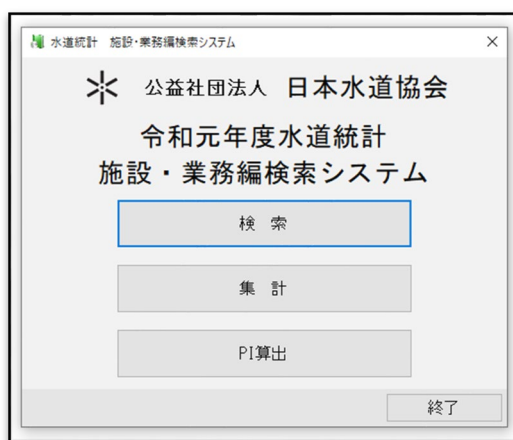 水道統計 施設・業務編検索システム
公益社団法人 日本水道協会
令和元年度水道統計
施設・業務編検索システム
検 索
集 計
PI算出
終了